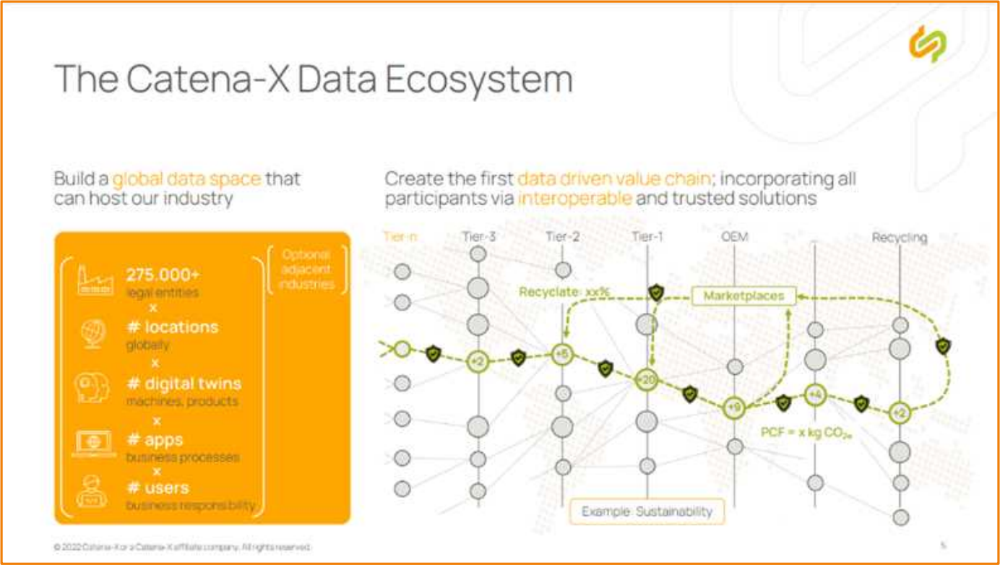 The Catena-X Data Ecosystem
Build a global data space that
can host our industry
275.000+
legal entities
x
# locations
globally
x
# digital twins
machines, products
x
# apps
business processes
x
# users
business responsibility
Optional
adjacent
industries
Create the first data driven value chain; incorporating all
participants via interoperable and trusted solutions
Tier-n Tier-3 Tier-2 Tier-1 OEM ... Recycling
Recyclate: xx%
Marketplaces
+2
+5
+20
+9
+4
+2
PCF = x kg CO₂ₑ
Example: Sustainability
© 2022 Catena-X or a Catena-X affiliate company. All rights reserved.
5